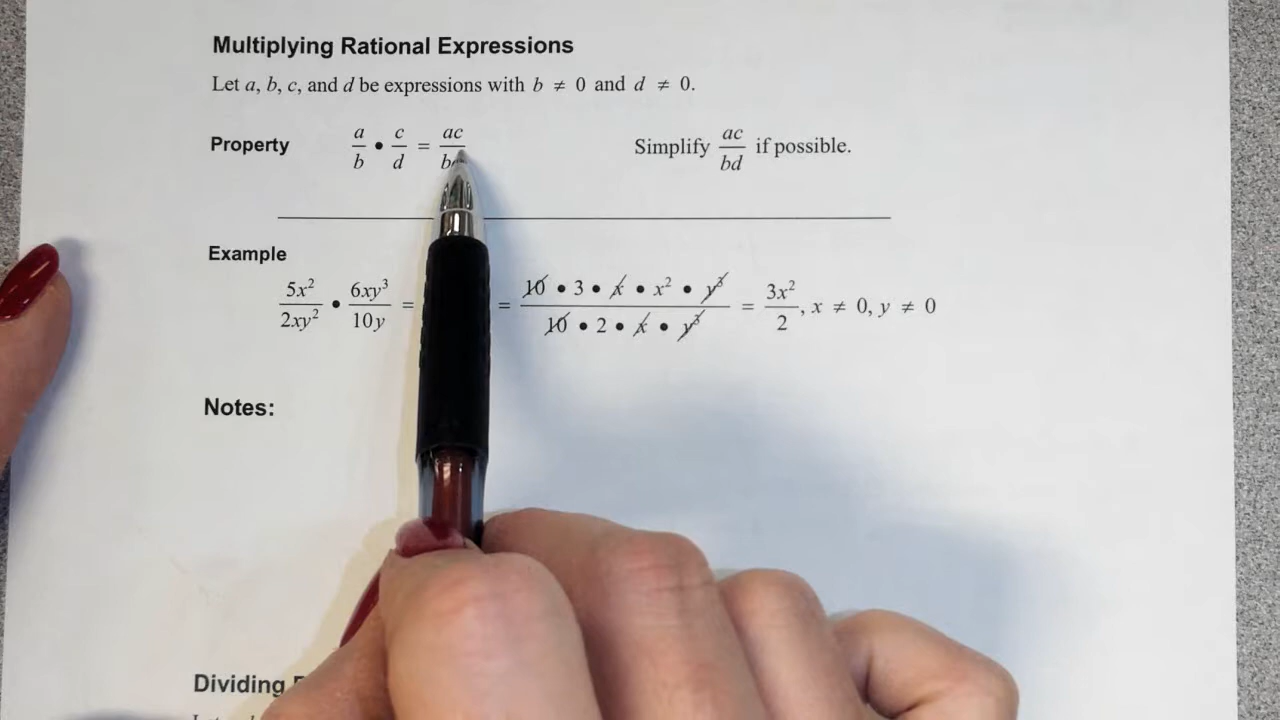 Multiplying Rational Expressions
Let a, b, c, and d be expressions with b ≠ 0 and d ≠ 0.
Property a/b • c/d = ac/b Simplify ac/bd if possible.
Example
5x²/2xy² • 6xy³/10y = = 10 • 3 • x • x² • y³/10 • 2 • x • y³ = 3x²/2, x ≠ 0, y ≠ 0
Notes:
Dividing